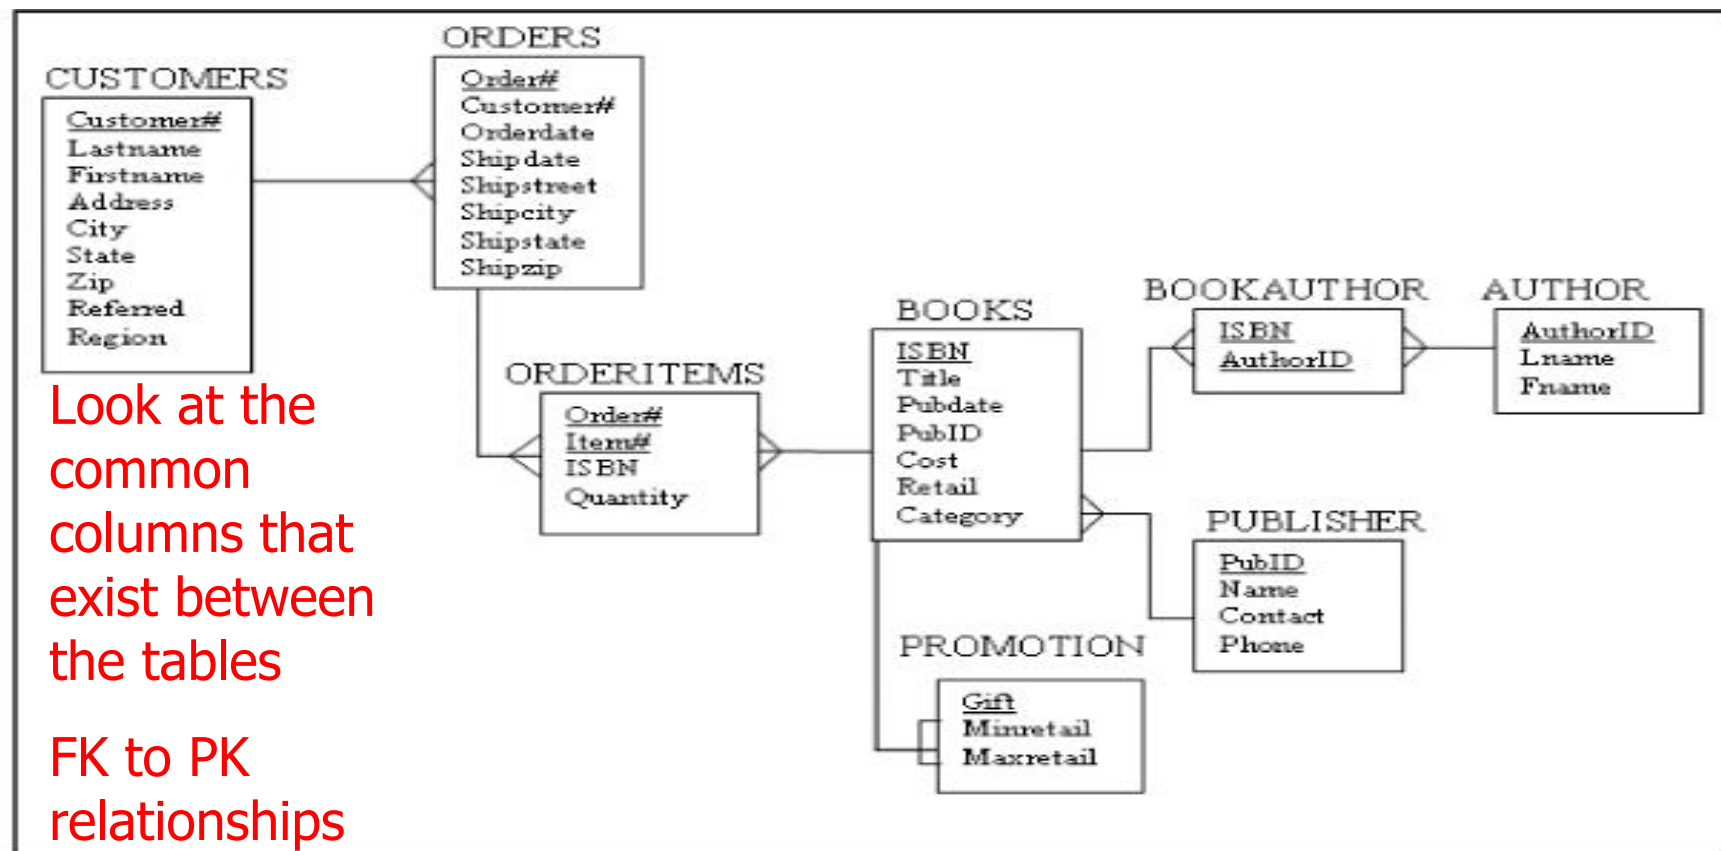 CUSTOMERS
Customer#
Lastname
Firstname
Address
City
State
Zip
Referred
Region
ORDERS
Order#
Customer#
Orderdate
Shipdate
Shipstreet
Shipcity
Shipstate
Shipzip
ORDERITEMS
Order#
Item#
ISBN
Quantity
BOOKS
ISBN
Title
Pubdate
PubID
Cost
Retail
Category
BOOKAUTHOR
ISBN
AuthorID
AUTHOR
AuthorID
Lname
Fname
PUBLISHER
PubID
Name
Contact
Phone
PROMOTION
Gift
Minretail
Maxretail
Look at the
common
columns that
exist between
the tables
FK to PK
relationships